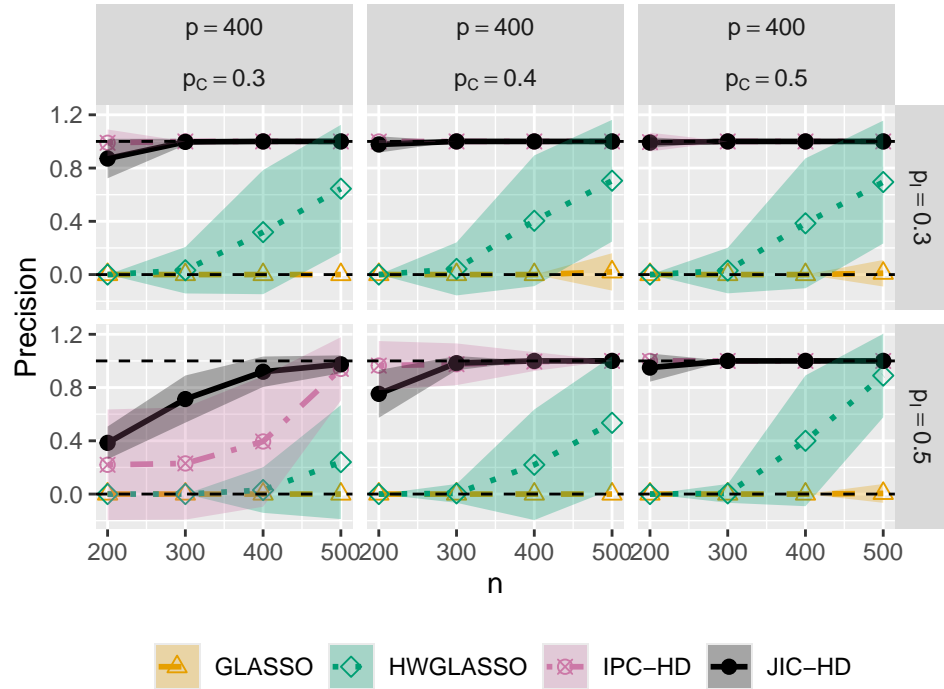 p = 400 p = 400 p = 400
p_C = 0.3 p_C = 0.4 p_C = 0.5
1.2
0.8
0.4
0.0
p_I = 0.3
Precision
1.2
0.8
0.4
0.0
p_I = 0.5
200 300 400 500 200 300 400 500 200 300 400 500
n
GLASSO HWGLASSO IPC−HD JIC−HD